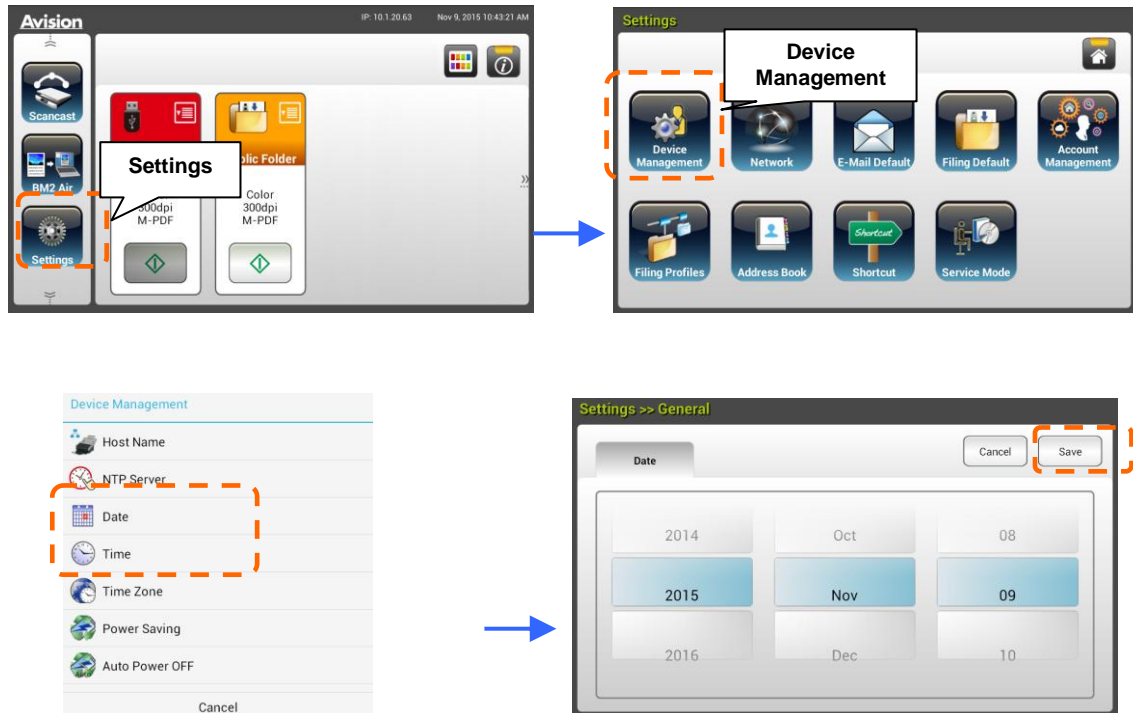 Avision
IP: 10.1.20.63
Nov 9, 2015 10:43:21 AM
Scancast
BM2 Air
Settings
Settings
blic Folder
300dpi
M-PDF
Color
300dpi
M-PDF
Settings
Device
Management
Device
Management
Network
E-Mail Default
Filing Default
Account
Management
Filing Profiles
Address Book
Shortcut
Shortcut
Service Mode
Device Management
Host Name
NTP Server
Date
Time
Time Zone
Power Saving
Auto Power OFF
Cancel
Settings >> General
Date
Cancel
Save
2014 Oct 08
2015 Nov 09
2016 Dec 10